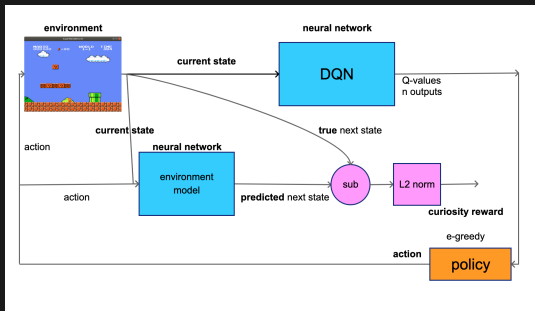 environment
neural network
current state
DQN
Q-values
n outputs
current state
true next state
neural network
action
environment
model
action
predicted next state
sub
L2 norm
curiosity reward
e-greedy
action
policy